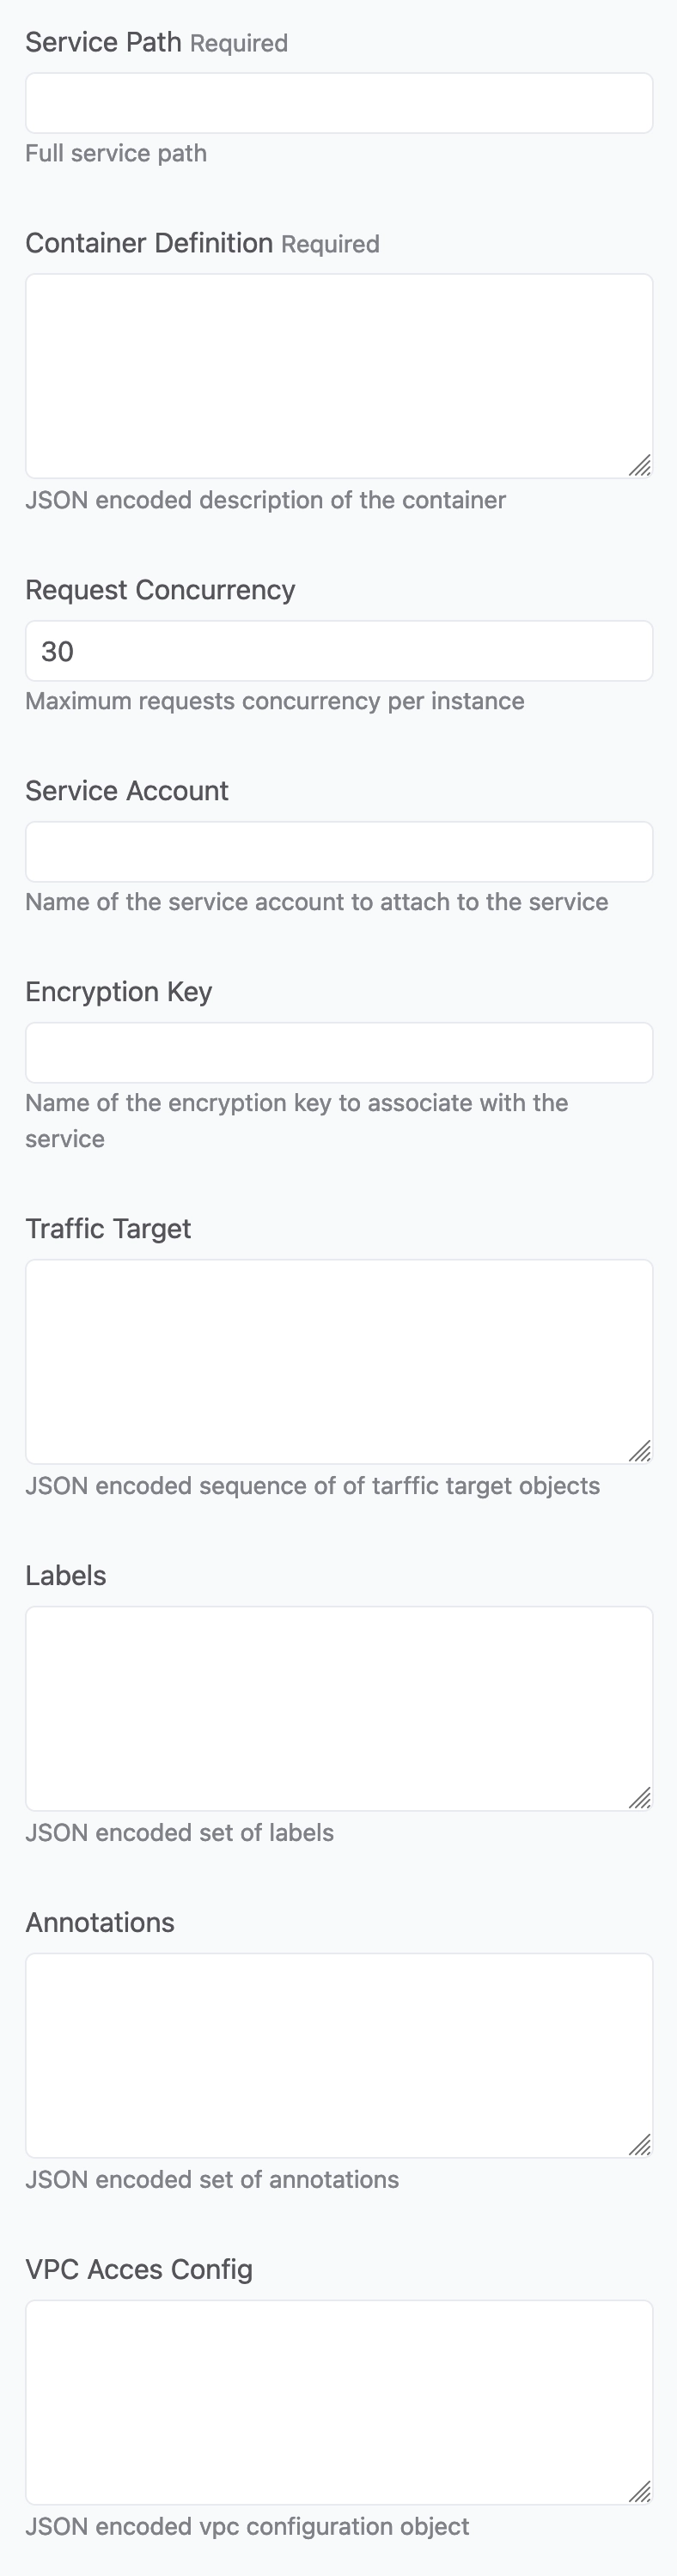 Service Path Required
Full service path
Container Definition Required
JSON encoded description of the container
Request Concurrency
30
Maximum requests concurrency per instance
Service Account
Name of the service account to attach to the service
Encryption Key
Name of the encryption key to associate with the
service
Traffic Target
JSON encoded sequence of of tarffic target objects
Labels
JSON encoded set of labels
Annotations
JSON encoded set of annotations
VPC Acces Config
JSON encoded vpc configuration object